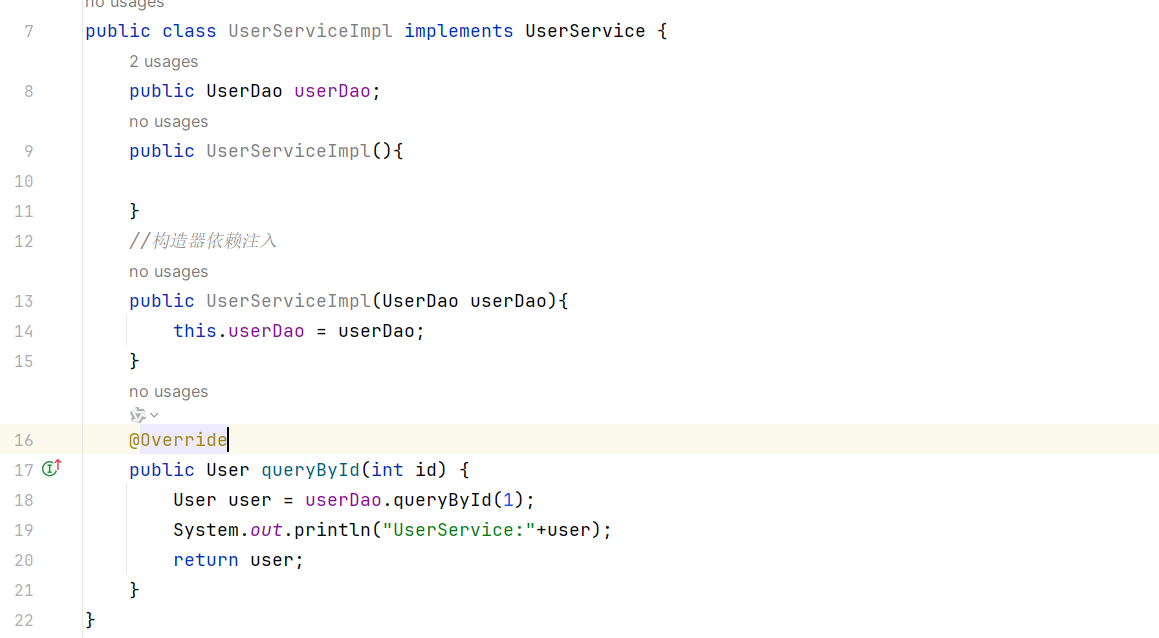 no usages
7 public class UserServiceImpl implements UserService {
2 usages
8 public UserDao userDao;
no usages
9 public UserServiceImpl(){
10
11 }
12 //构造器依赖注入
no usages
13 public UserServiceImpl(UserDao userDao){
14 this.userDao = userDao;
15 }
no usages
16 @Override
17 public User queryById(int id) {
18 User user = userDao.queryById(1);
19 System.out.println("UserService:"+user);
20 return user;
21 }
22 }